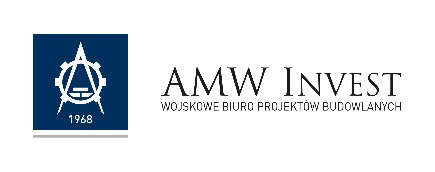 1968
AMW INVEST
WOJSKOWE BIURO PROJEKTÓW BUDOWLANYCH